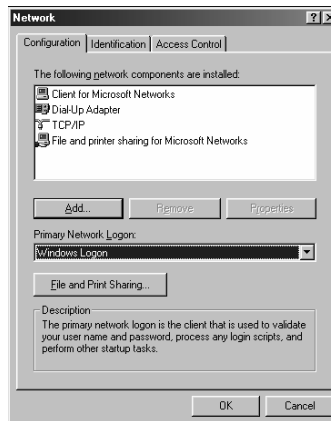 Network
? X
Configuration Identification Access Control
The following network components are installed:
Client for Microsoft Networks
Dial-Up Adapter
TCP/IP
File and printer sharing for Microsoft Networks
Add...
Remove
Properties
Primary Network Logon:
Windows Logon
File and Print Sharing...
Description
The primary network logon is the client that is used to validate
your user name and password, process any login scripts, and
perform other startup tasks.
OK
Cancel